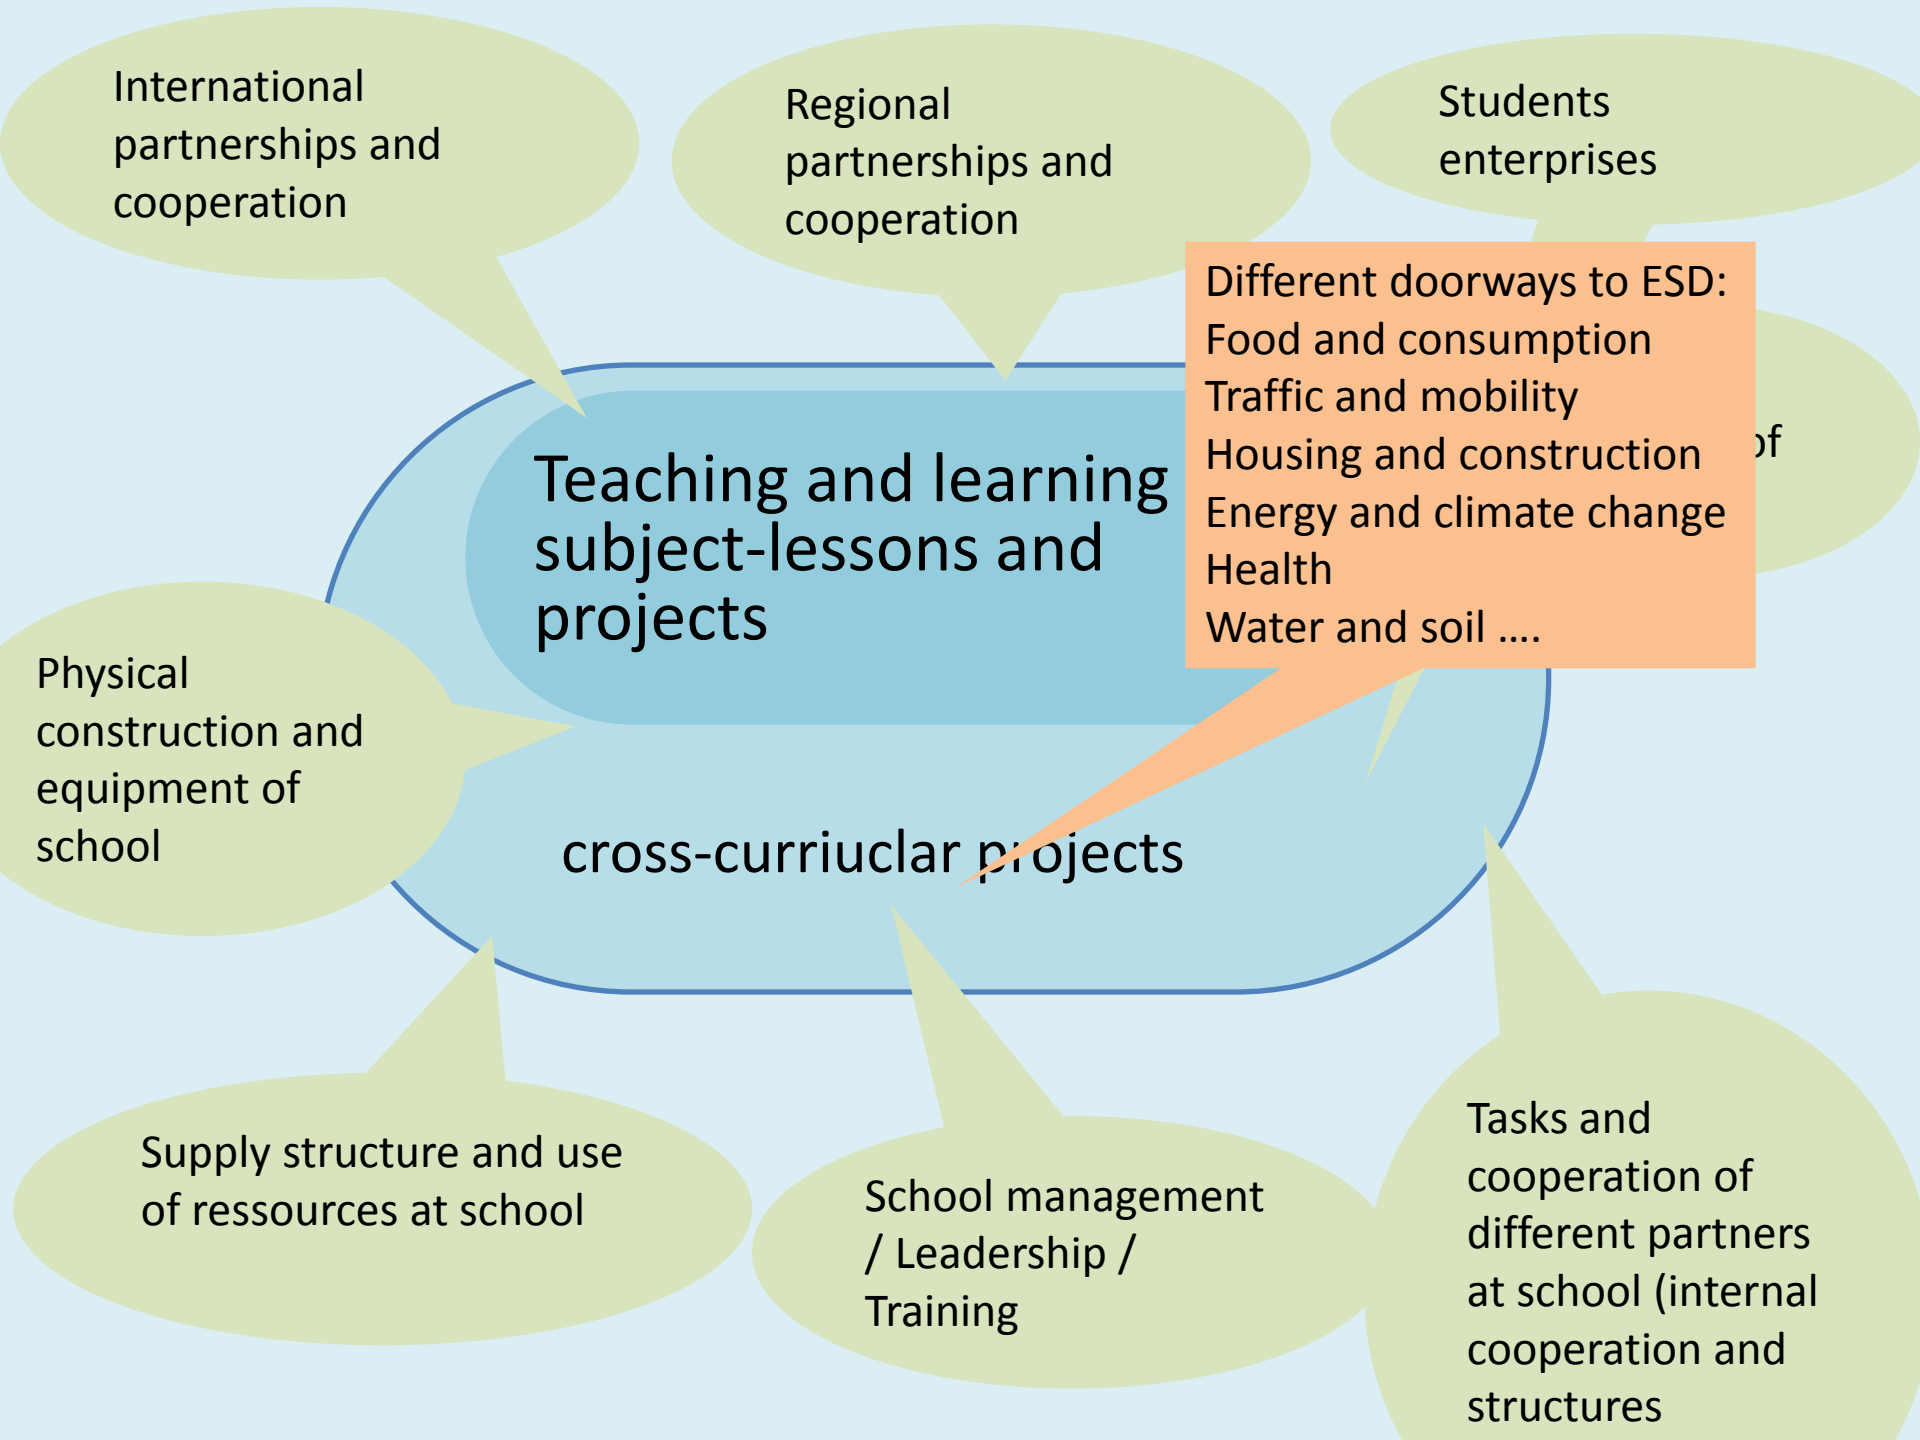 International
partnerships and
cooperation
Regional
partnerships and
cooperation
Students
enterprises
Different doorways to ESD:
Food and consumption
Traffic and mobility
Housing and construction
Energy and climate change
Health
Water and soil ....
of
Teaching and learning
subject-lessons and
projects
Physical
construction and
equipment of
school
cross-curriuclar projects
Supply structure and use
of ressources at school
School management
/ Leadership /
Training
Tasks and
cooperation of
different partners
at school (internal
cooperation and
structures